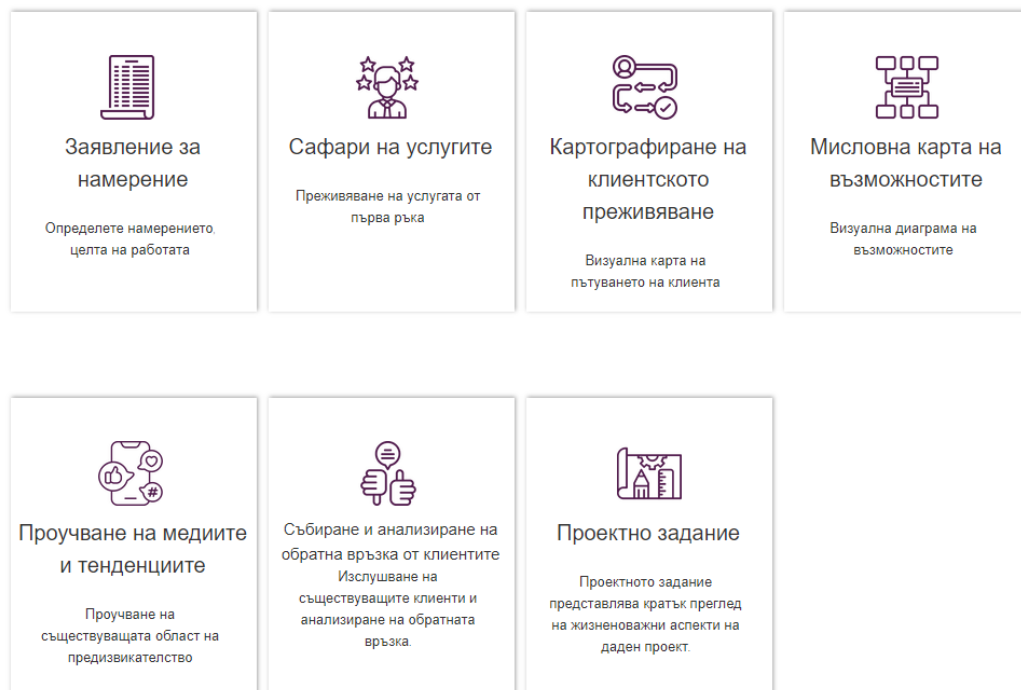 Заявление за
намерение
Определете намерението,
целта на работата
Сафари на услугите
Преживяване на услугата от
първа ръка
Картографиране на
клиентското
преживяване
Визуална карта на
пътуването на клиента
Мисловна карта на
възможностите
Визуална диаграма на
възможностите
Проучване на медиите
и тенденциите
Проучване на
съществуващата област на
предизвикателство
Събиране и анализиране на
обратна връзка от клиентите
Изслушване на
съществуващите клиенти и
анализиране на обратната
връзка.
Проектно задание
Проектното задание
представлява кратък преглед
на жизненоважни аспекти на
даден проект.